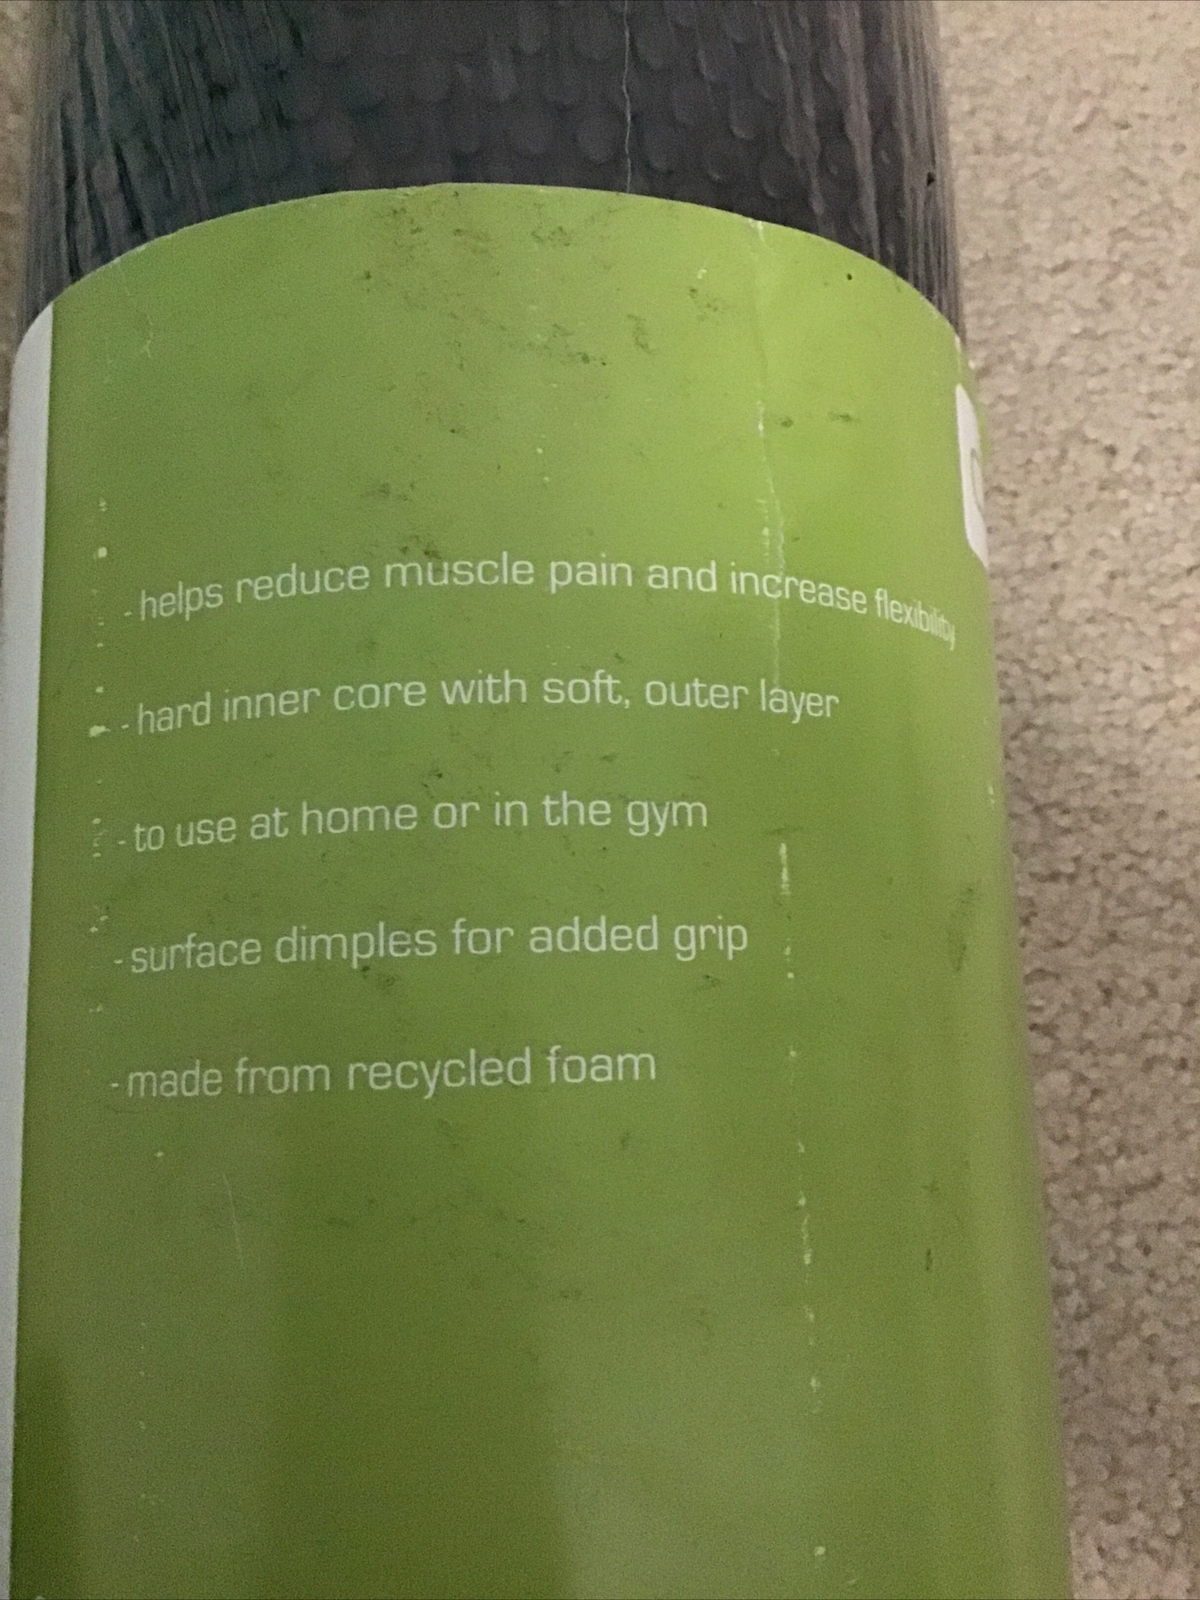 - helps reduce muscle pain and increase flexibility
- hard inner core with soft, outer layer
- to use at home or in the gym
- surface dimples for added grip
- made from recycled foam